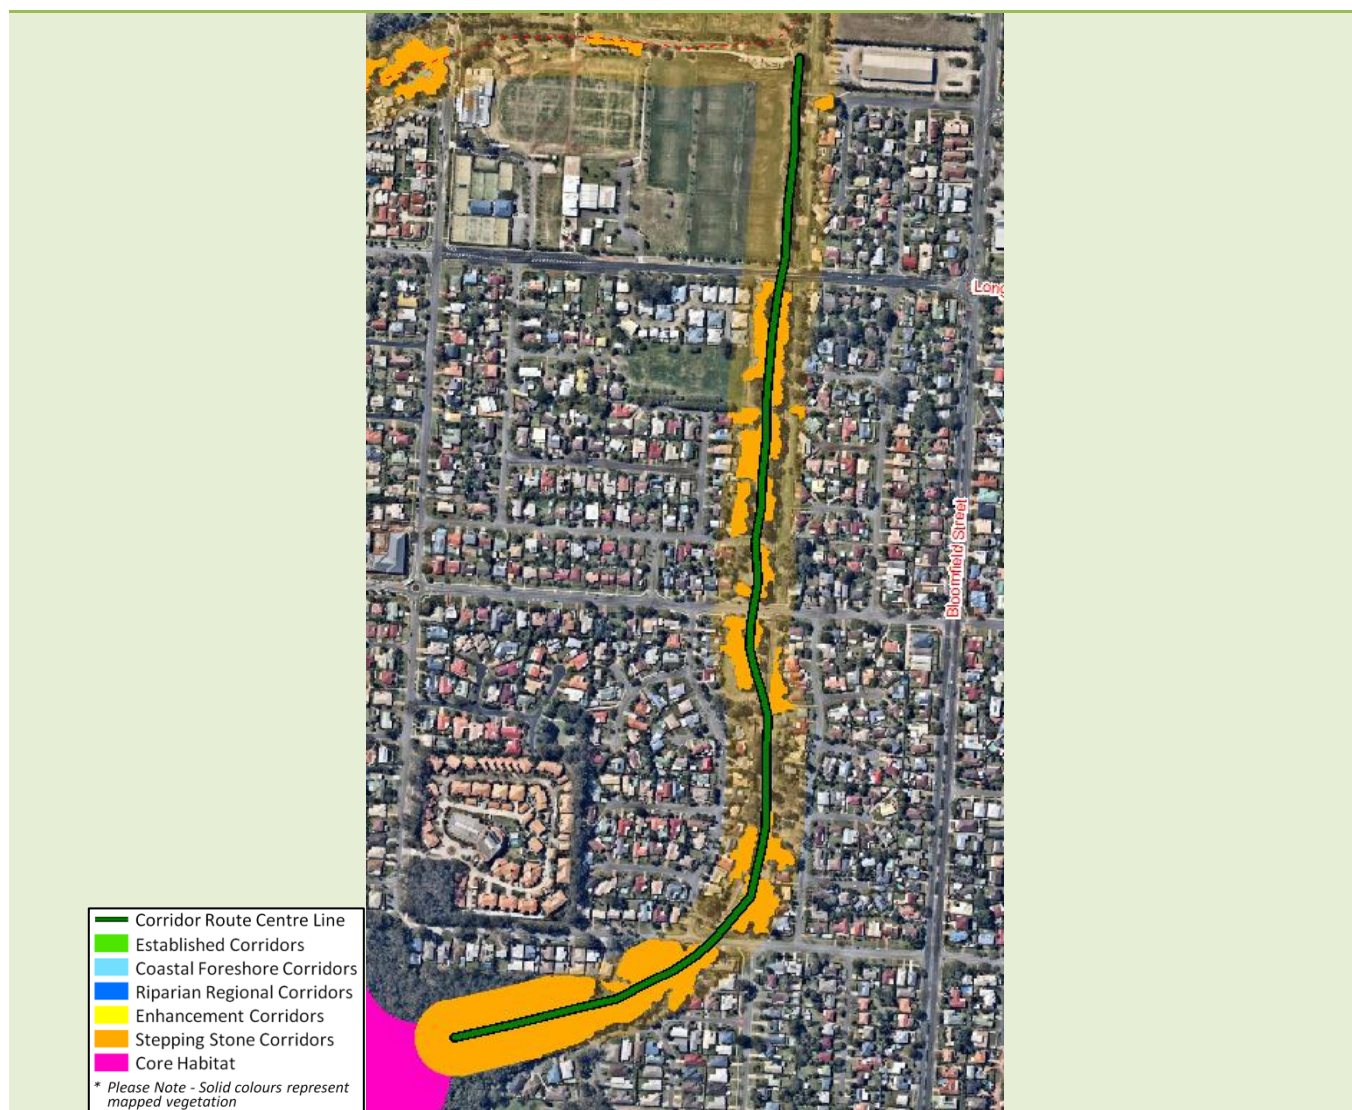 Long
Bloomfield Street
Corridor Route Centre Line
Established Corridors
Coastal Foreshore Corridors
Riparian Regional Corridors
Enhancement Corridors
Stepping Stone Corridors
Core Habitat
* Please Note - Solid colours represent
mapped vegetation